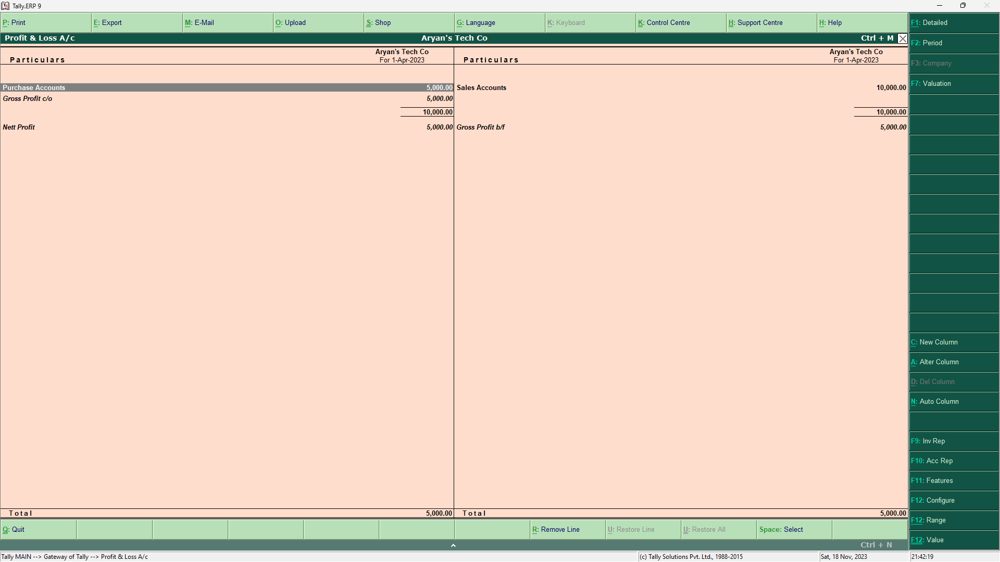 Tally.ERP 9
P: Print E: Export M: E-Mail O: Upload S: Shop G: Language K: Keyboard K: Control Centre H: Support Centre H: Help
Profit & Loss A/c Aryan's Tech Co Ctrl + M
Aryan's Tech Co Aryan's Tech Co
Particulars For 1-Apr-2023 Particulars For 1-Apr-2023
Purchase Accounts 5,000.00 Sales Accounts 10,000.00
Gross Profit c/o 5,000.00
10,000.00 10,000.00
Nett Profit 5,000.00 Gross Profit b/f 5,000.00
Total 5,000.00 Total 5,000.00
Q: Quit R: Remove Line U: Restore Line U: Restore All Space: Select
Ctrl + N
F1: Detailed
F2: Period
F3: Company
F7: Valuation
C: New Column
A: Alter Column
D: Del Column
N: Auto Column
F9: Inv Rep
F10: Acc Rep
F11: Features
F12: Configure
F12: Range
F12: Value
Tally MAIN --> Gateway of Tally --> Profit & Loss A/c (c) Tally Solutions Pvt. Ltd., 1988-2015 Sat, 18 Nov, 2023 21:42:19